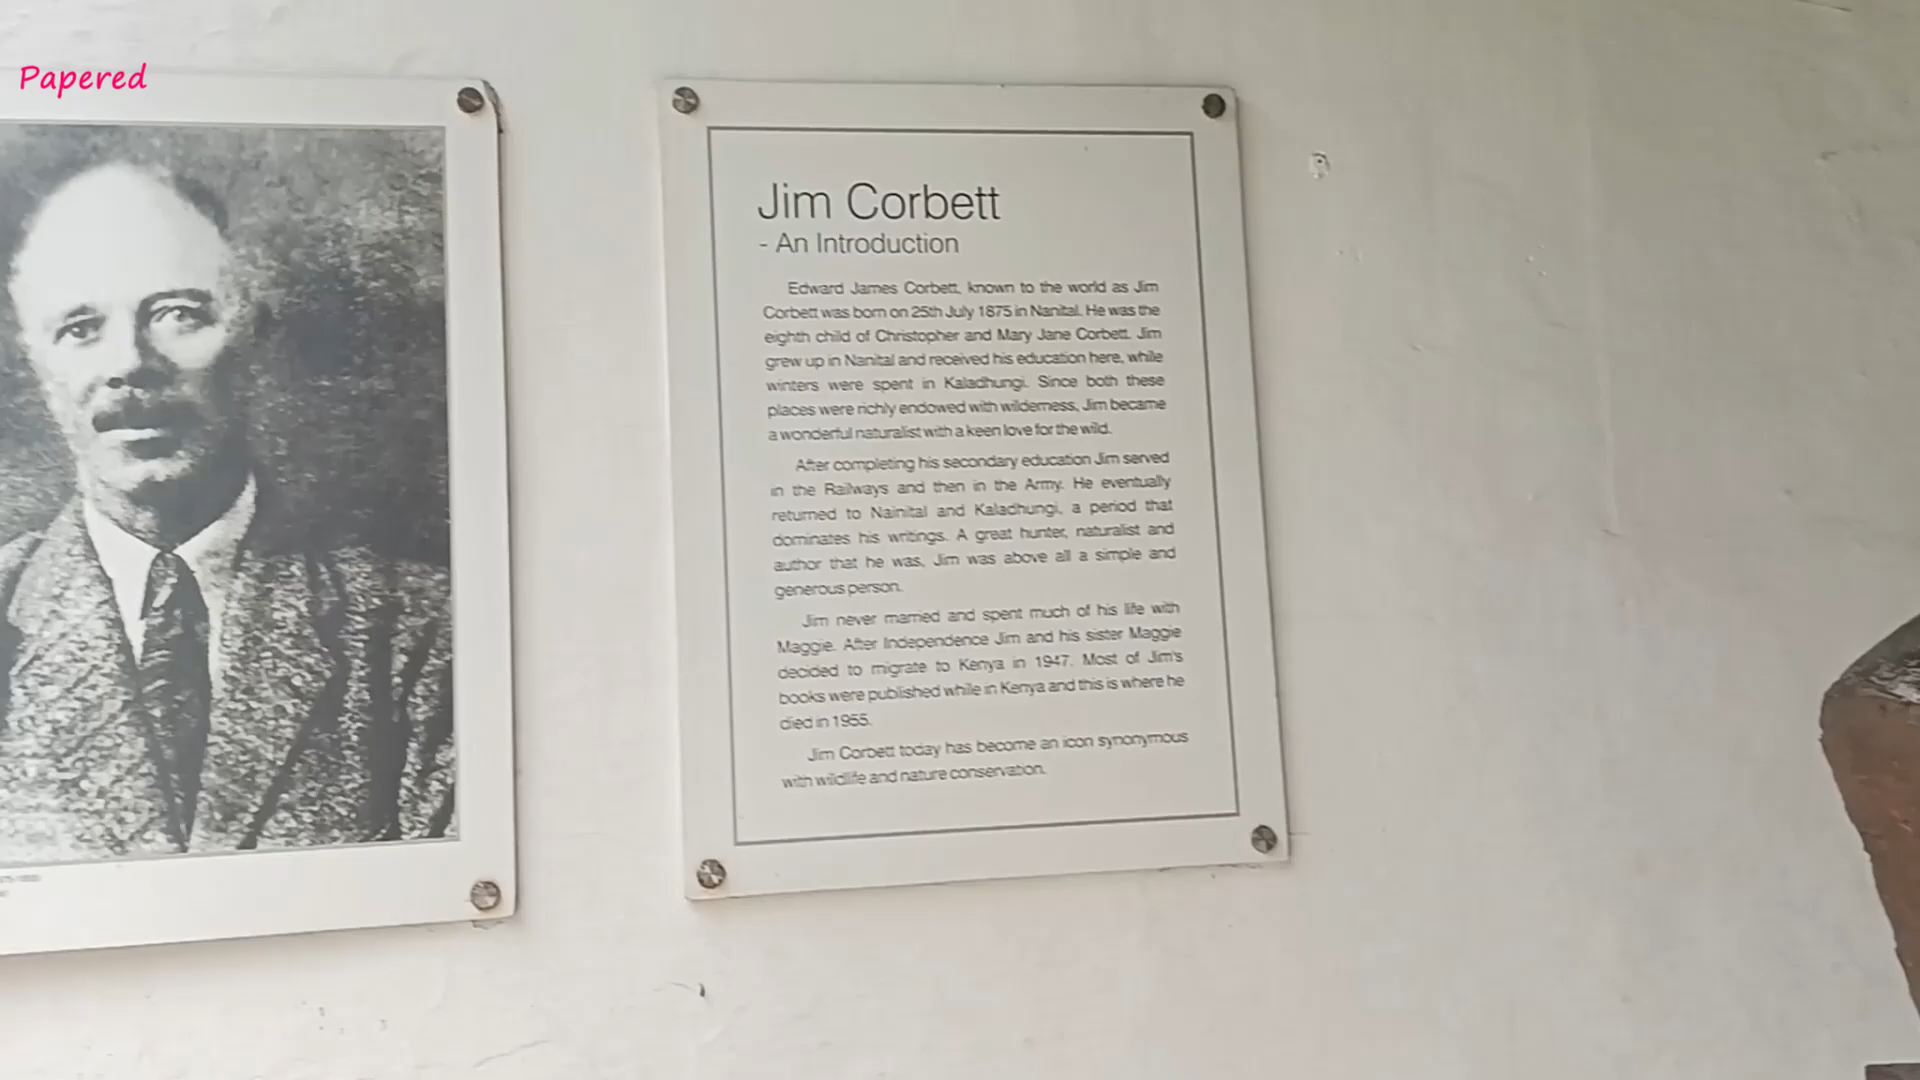 Papered
Jim Corbett
- An Introduction
Edward James Corbett, known to the world as Jim
Corbett was born on 25th July 1875 in Nanital. He was the
eighth child of Christopher and Mary Jane Corbett. Jim
grew up in Nanital and received his education here, while
winters were spent in Kaladhungi. Since both these
places were richly endowed with wilderness, Jim became
a wonderful naturalist with a keen love for the wild.
After completing his secondary education Jim served
in the Railways and then in the Army. He eventually
returned to Nainital and Kaladhungi, a period that
dominates his writings. A great hunter, naturalist and
author that he was, Jim was above all a simple and
generous person.
Jim never married and spent much of his life with
Maggie. After Independence Jim and his sister Maggie
decided to migrate to Kenya in 1947. Most of Jim's
books were published while in Kenya and this is where he
died in 1955.
Jim Corbett today has become an icon synonymous
with wildlife and nature conservation.